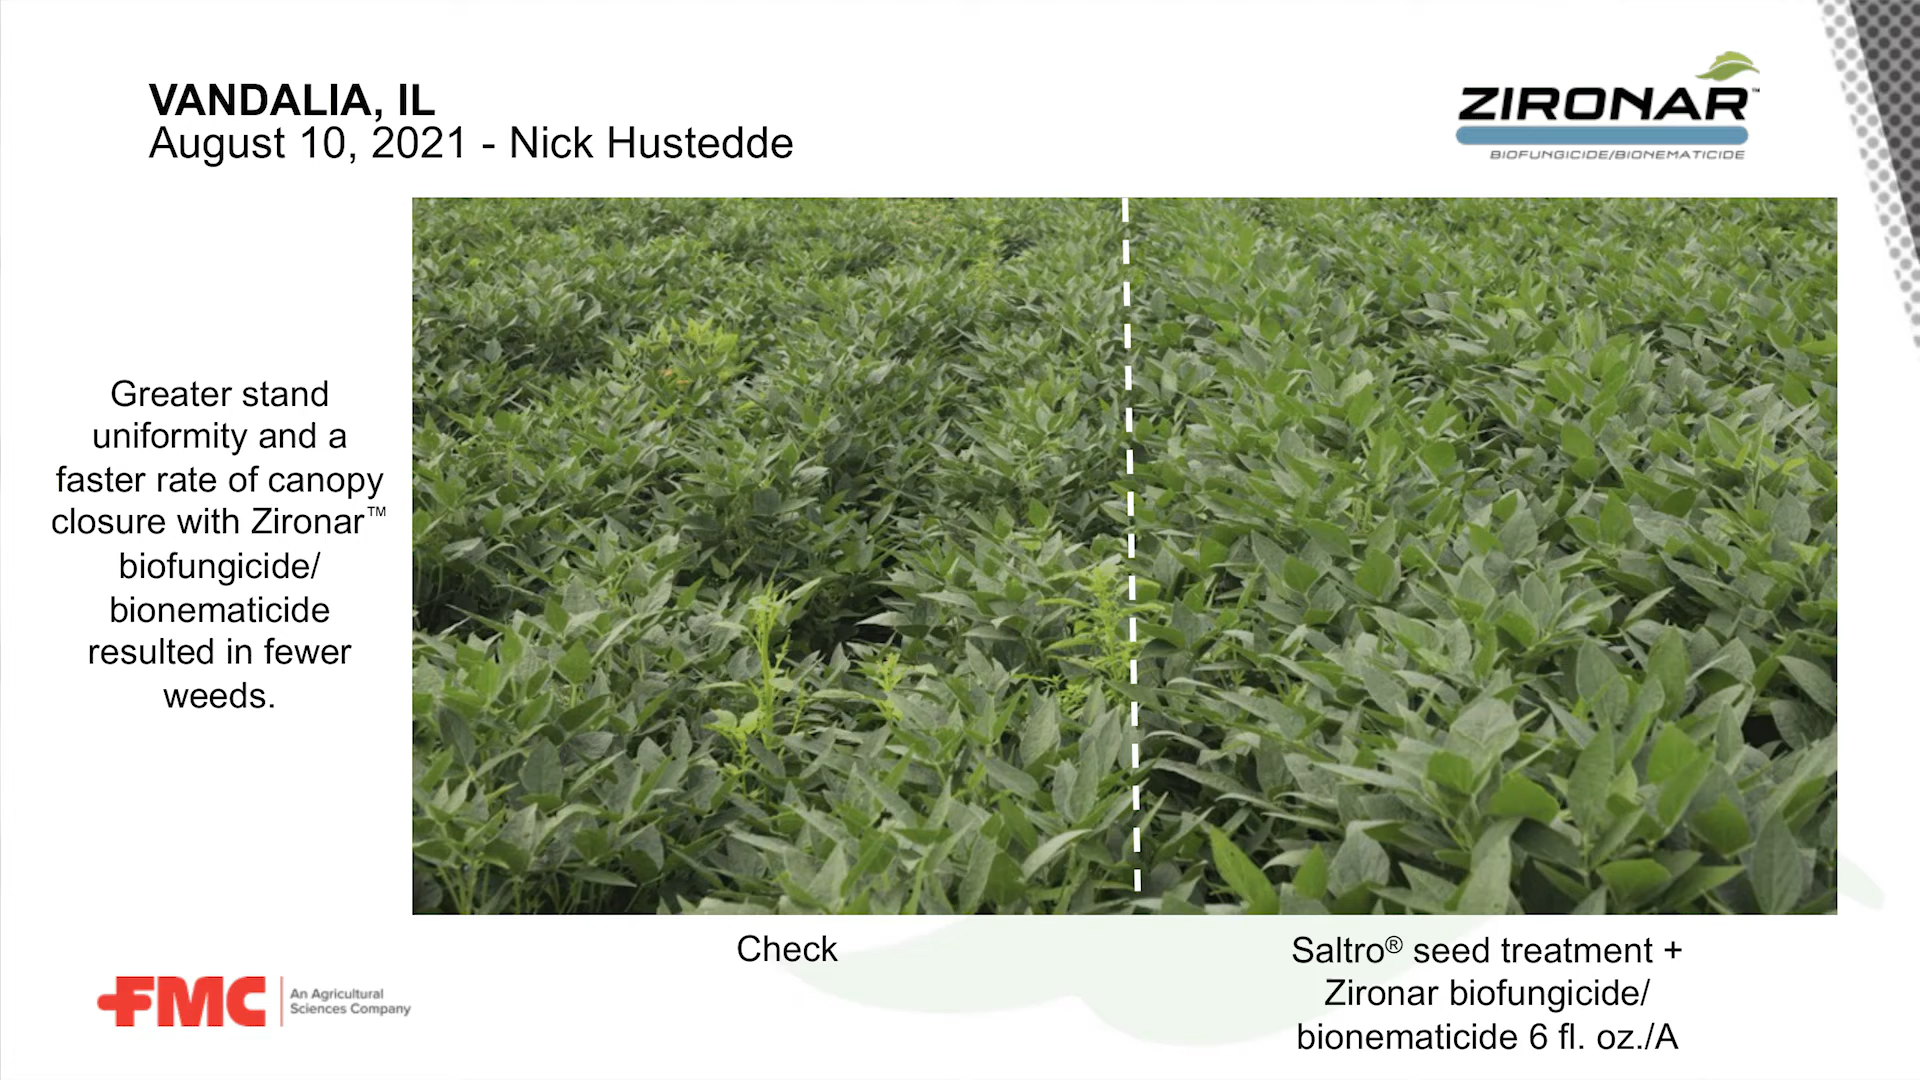 VANDALIA, IL
August 10, 2021 - Nick Hustedde
ZIRONAR™
BIOFUNGICIDE/BIONEMATICIDE
Greater stand
uniformity and a
faster rate of canopy
closure with Zironar™
biofungicide/
bionematicide
resulted in fewer
weeds.
Check
Saltro® seed treatment +
Zironar biofungicide/
bionematicide 6 fl. oz./A
FMC
An Agricultural
Sciences Company